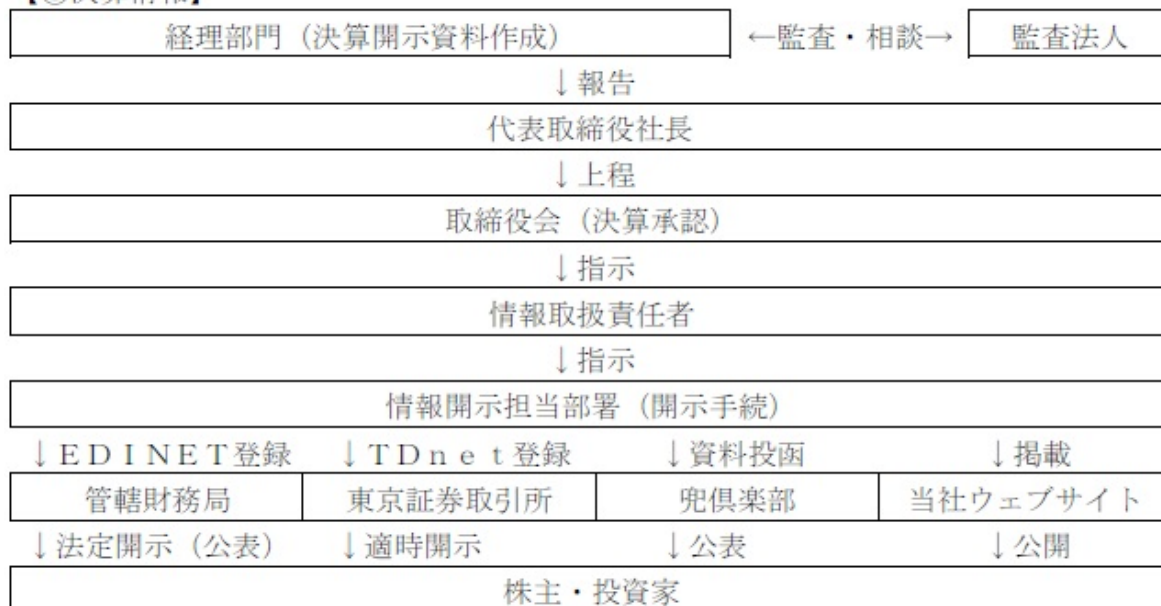 経理部門（決算開示資料作成） ←監査・相談→ 監査法人
↓報告
代表取締役社長
↓上程
取締役会（決算承認）
↓指示
情報取扱責任者
↓指示
情報開示担当部署（開示手続）
↓ＥＤＩＮＥＴ登録 ↓ＴＤｎｅｔ登録 ↓資料投函 ↓掲載
管轄財務局 東京証券取引所 兜倶楽部 当社ウェブサイト
↓法定開示（公表） ↓適時開示 ↓公表 ↓公開
株主・投資家